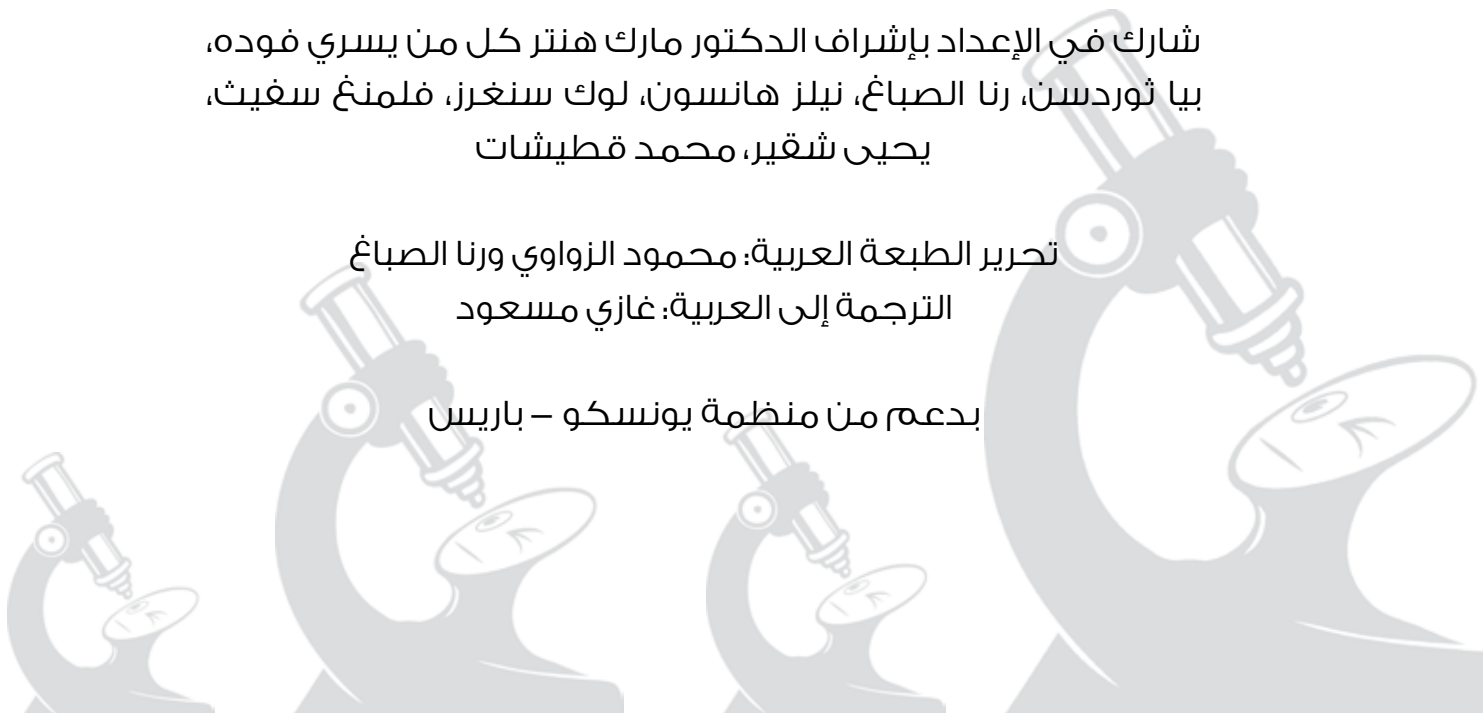 شارك في الإعداد بإشراف الدكتور مارك هنتر كل من يسري فوده،
بيا ثوردسن، رنا الصباغ، نيلز هانسون، لوك سنغرز، فلمنغ سفيث،
يحيى شقير، محمد قطيشات
تحرير الطبعة العربية: محمود الزواوي ورنا الصباغ
الترجمة إلى العربية: غازي مسعود
بدعم من منظمة يونسكو – باريس